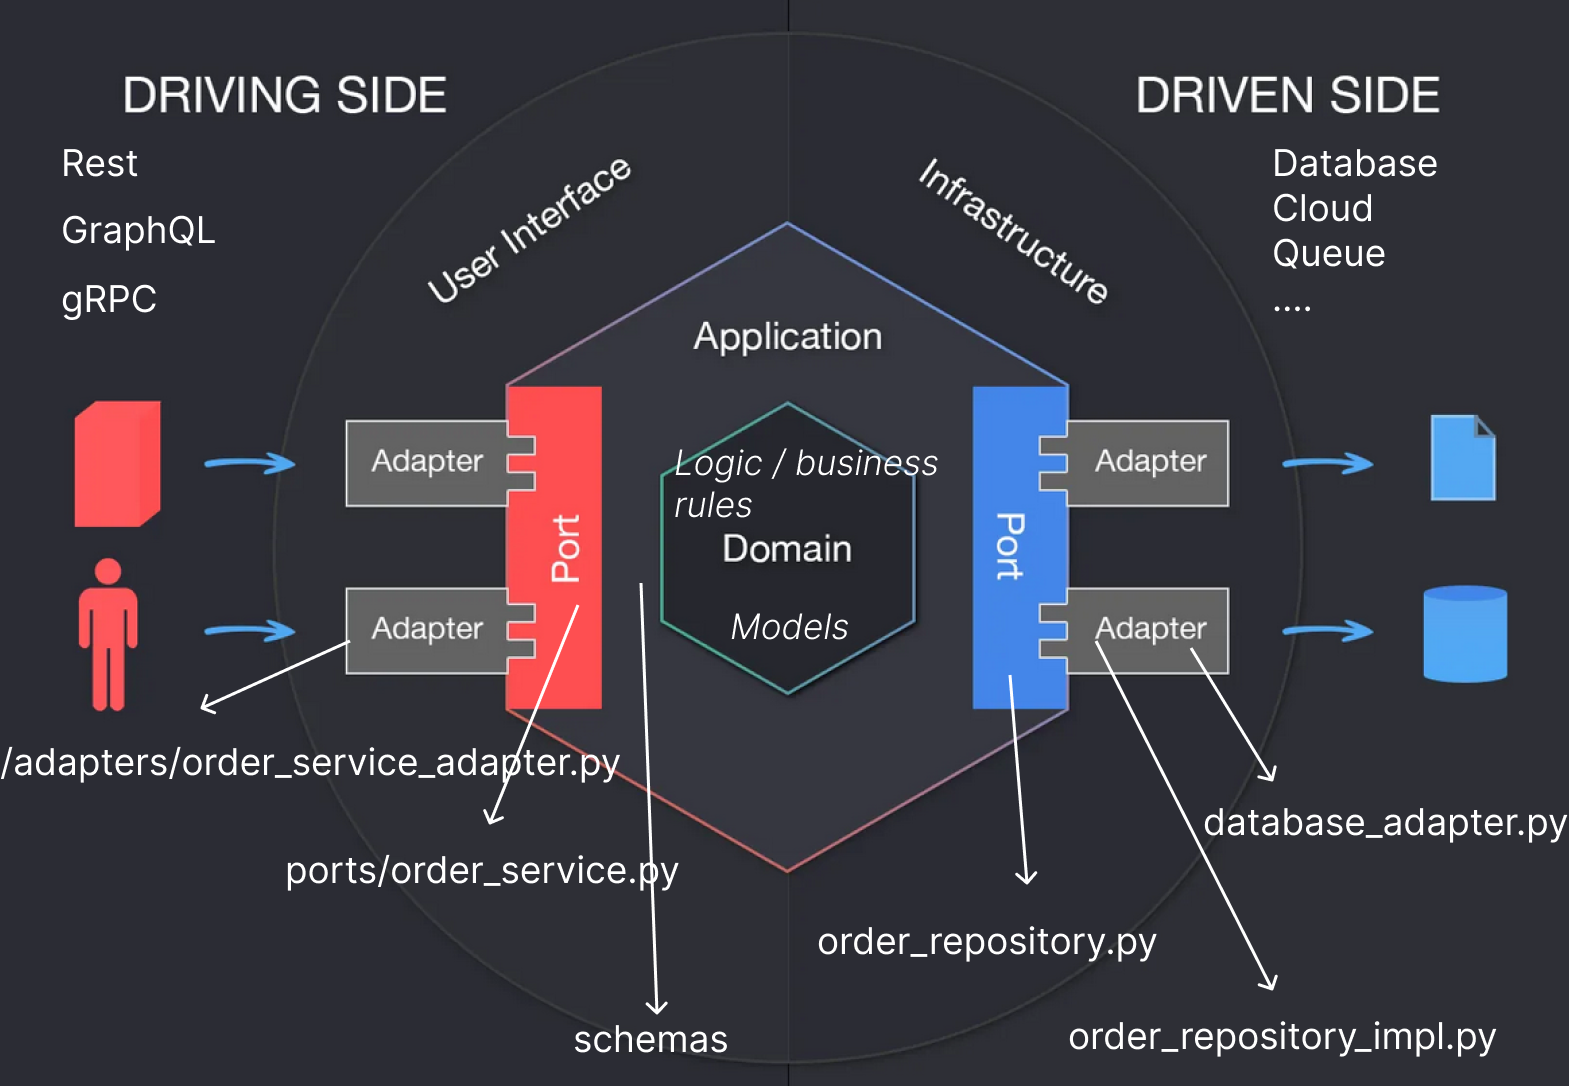 DRIVING SIDE
DRIVEN SIDE
Rest
GraphQL
gRPC
Database
Cloud
Queue
....
User Interface
Infrastructure
Application
Adapter
Adapter
Port
Logic / business
rules
Domain
Models
Port
Adapter
Adapter
/adapters/order_service_adapter.py
ports/order_service.py
schemas
database_adapter.py
order_repository.py
order_repository_impl.py